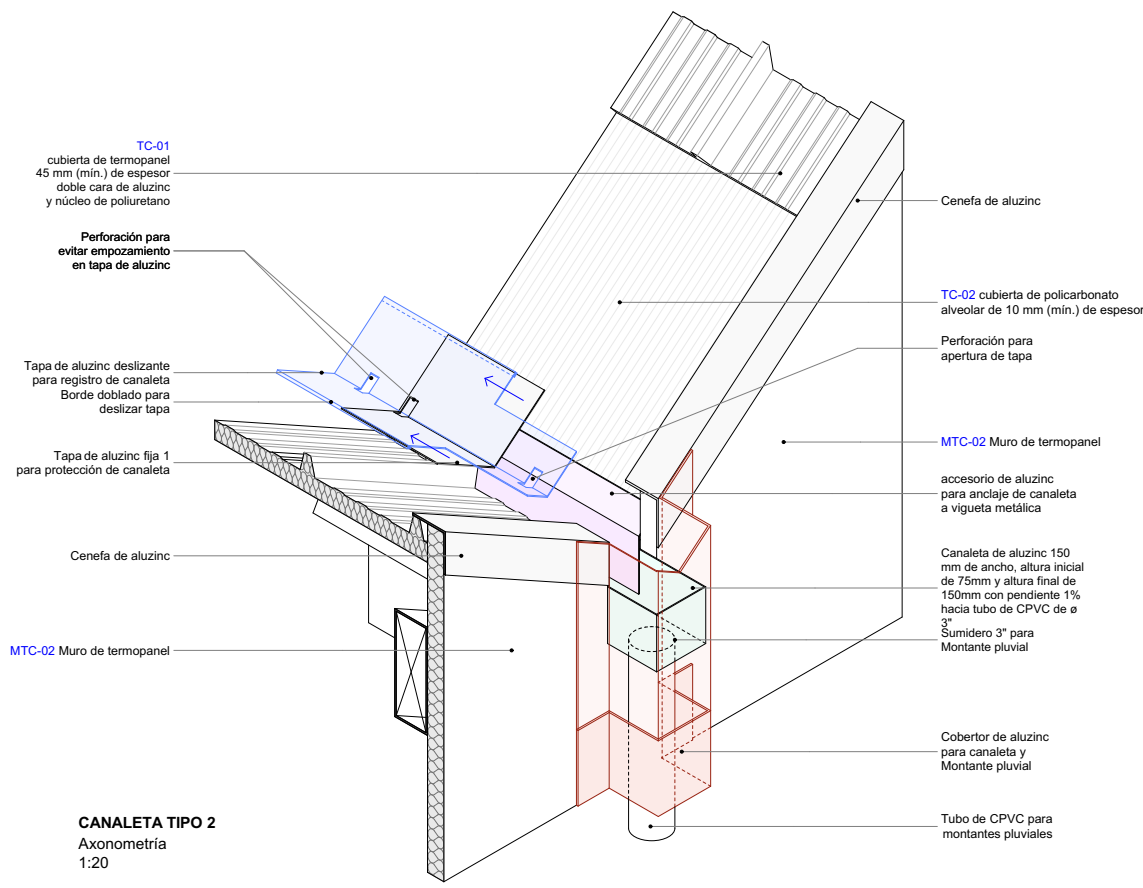 TC-01
cubierta de termopanel
45 mm (mín.) de espesor
doble cara de aluzinc
y núcleo de poliuretano
Perforación para
evitar empozamiento
en tapa de aluzinc
Tapa de aluzinc deslizante
para registro de canaleta
Borde doblado para
deslizar tapa
Tapa de aluzinc fija 1
para protección de canaleta
Cenefa de aluzinc
MTC-02 Muro de termopanel
Cenefa de aluzinc
TC-02 cubierta de policarbonato
alveolar de 10 mm (mín.) de espesor
Perforación para
apertura de tapa
MTC-02 Muro de termopanel
accesorio de aluzinc
para anclaje de canaleta
a vigueta metálica
Canaleta de aluzinc 150
mm de ancho, altura inicial
de 75mm y altura final de
150mm con pendiente 1%
hacia tubo de CPVC de ø
3"
Sumidero 3" para
Montante pluvial
Cobertor de aluzinc
para canaleta y
Montante pluvial
Tubo de CPVC para
montantes pluviales
CANALETA TIPO 2
Axonometría
1:20